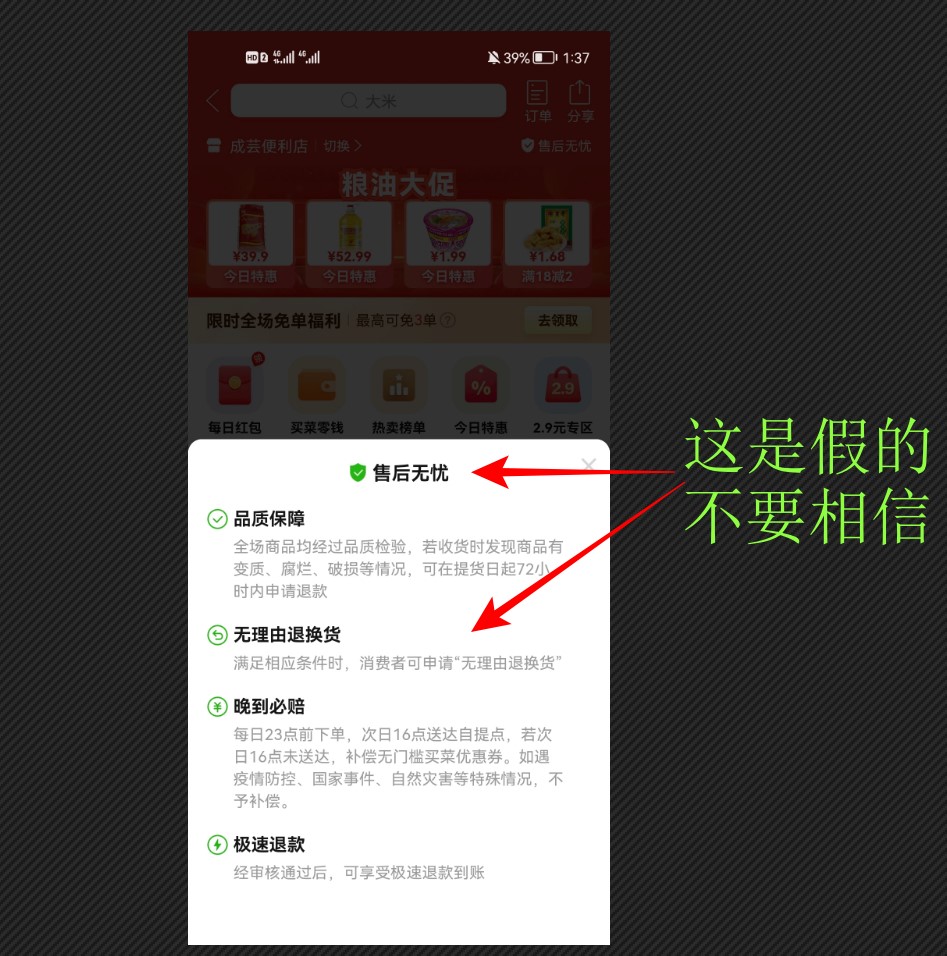 HD 2 4G 4G 39% 1:37
大米
订单 分享
成芸便利店 切换 售后无忧
粮油大促
¥39.9 ¥52.99 ¥1.99 ¥1.68
今日特惠 今日特惠 今日特惠 满18减2
限时全场免单福利 最高可免3单 去领取
% 2.9
每日红包 买菜零钱 热卖榜单 今日特惠 2.9元专区
售后无忧
这是假的
不要相信
品质保障
全场商品均经过品质检验，若收货时发现商品有
变质、腐烂、破损等情况，可在提货日起72小
时内申请退款
无理由退换货
满足相应条件时，消费者可申请“无理由退换货”
晚到必赔
每日23点前下单，次日16点送达自提点，若次
日16点未送达，补偿无门槛买菜优惠券。如遇
疫情防控、国家事件、自然灾害等特殊情况，不
予补偿。
极速退款
经审核通过后，可享受极速退款到账